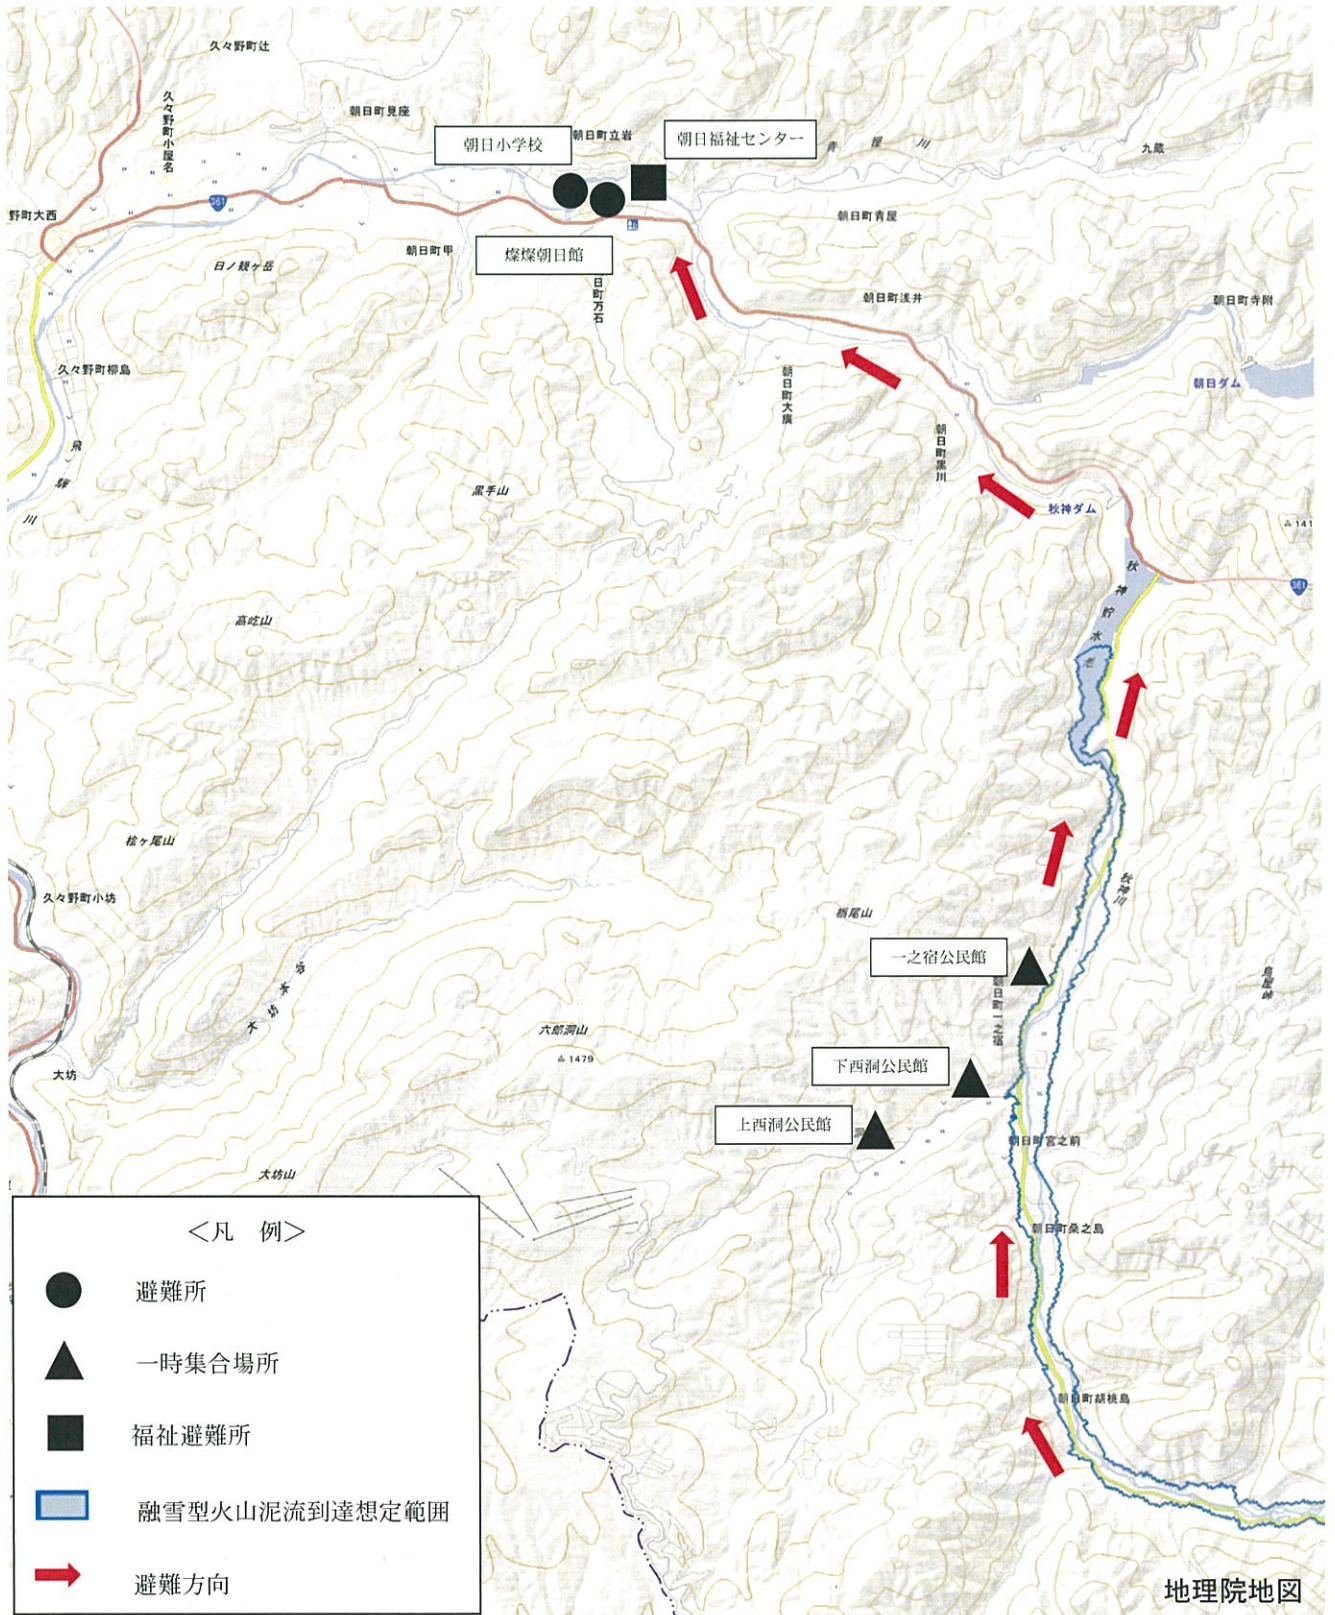 久々野町辻
久々野町小屋名
朝日町見座
朝日小学校
朝日町立岩
朝日福祉センター
青屋川
九蔵
361
野町大西
朝日町青屋
朝日町甲
燦燦朝日館
日ノ観ヶ岳
日町万石
朝日町浅井
朝日町寺附
久々野町柳島
朝日町大廣
朝日ダム
飛騨川
朝日町黒川
黒手山
秋神ダム
141
秋神貯水池
361
高屹山
桧ヶ尾山
久々野町小坊
秋神川
栃尾山
一之宿公民館
朝日町一之宿
鳥屋峠
大坊本谷
六郎洞山
1479
下西洞公民館
大坊
上西洞公民館
朝日町宮之前
大坊山
朝日町桑之島
朝日町胡桃島
＜凡　例＞
避難所
一時集合場所
福祉避難所
融雪型火山泥流到達想定範囲
避難方向
地理院地図